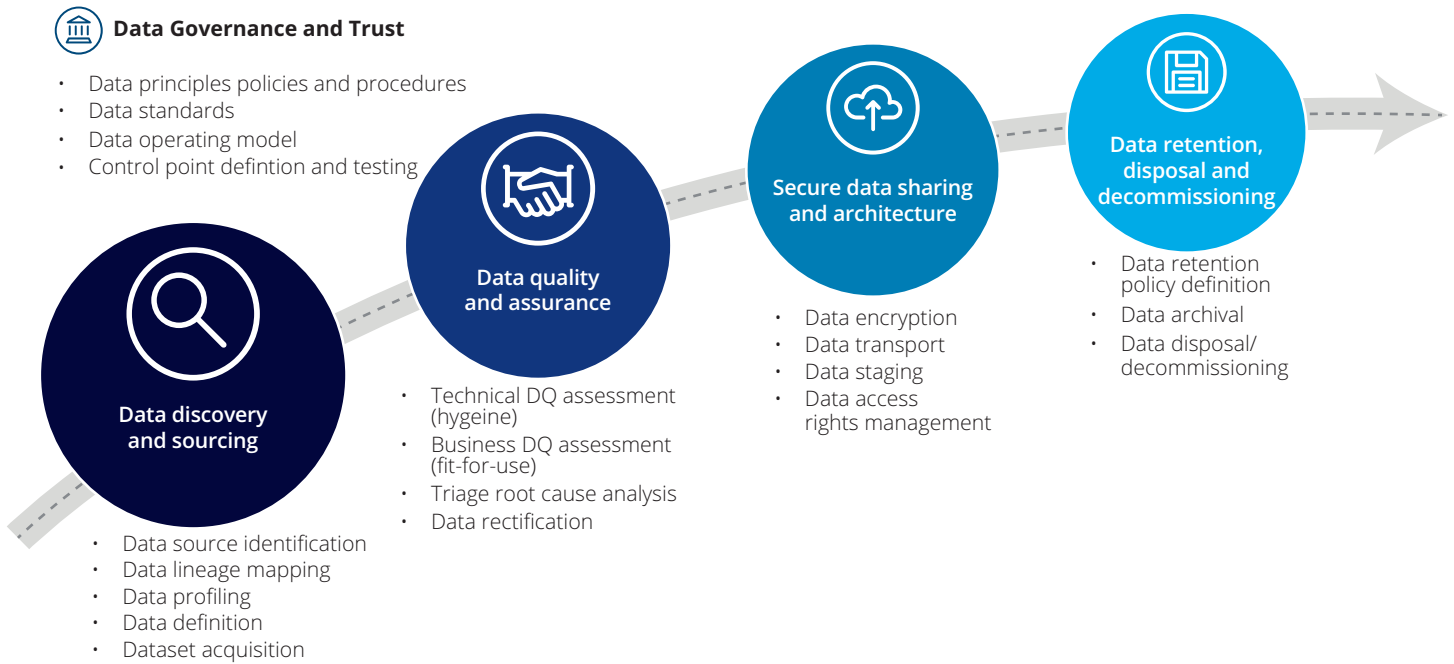 Data Governance and Trust
• Data principles policies and procedures
• Data standards
• Data operating model
• Control point defintion and testing
Data discovery
and sourcing
• Data source identification
• Data lineage mapping
• Data profiling
• Data definition
• Dataset acquisition
Data quality
and assurance
• Technical DQ assessment
(hygeine)
• Business DQ assessment
(fit-for-use)
• Triage root cause analysis
• Data rectification
Secure data sharing
and architecture
• Data encryption
• Data transport
• Data staging
• Data access
rights management
Data retention,
disposal and
decommissioning
• Data retention
policy definition
• Data archival
• Data disposal/
decommissioning